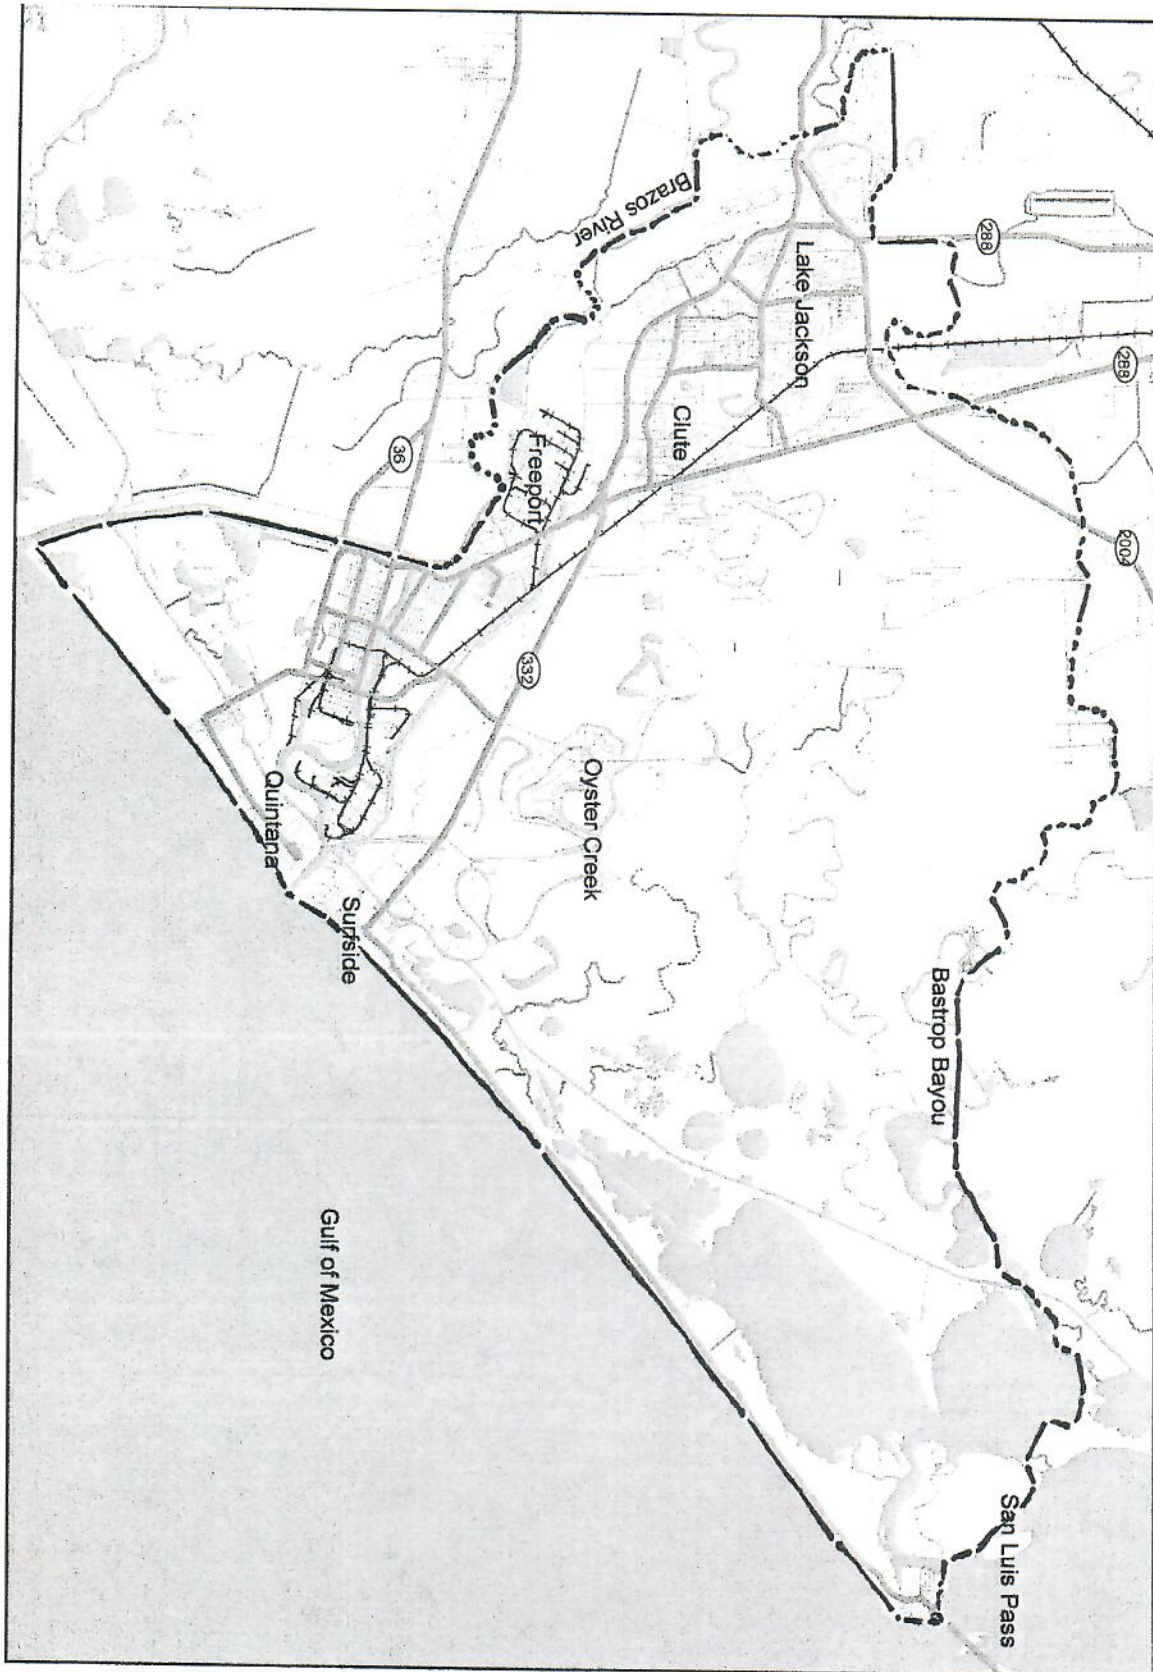 288
288
2004
Lake Jackson
Brazos River
Clute
Freeport
36
332
Oyster Creek
Bastrop Bayou
San Luis Pass
Quintana
Surfside
Gulf of Mexico